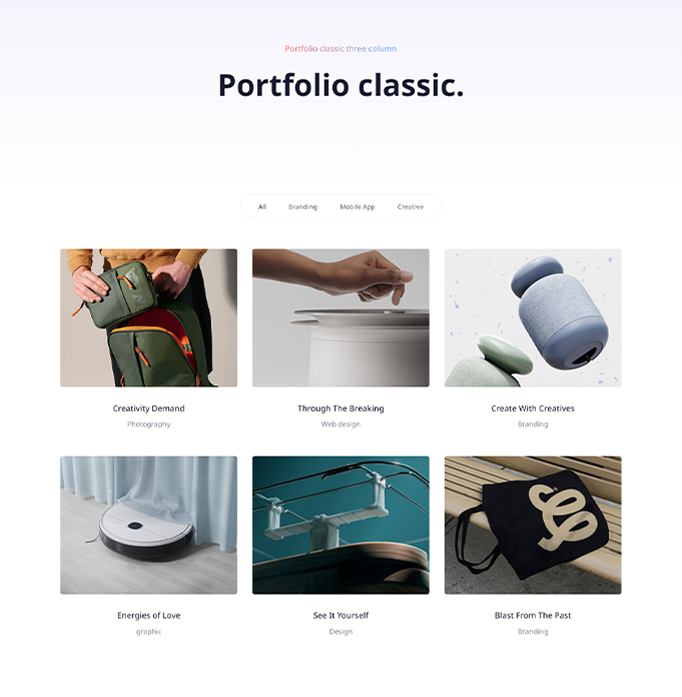 Portfolio classic three column
Portfolio classic.
All Branding Mobile App Creative
Creativity Demand
Photography
Through The Breaking
Web design
Create With Creatives
Branding
Energies of Love
graphic
See It Yourself
Design
Blast From The Past
Branding